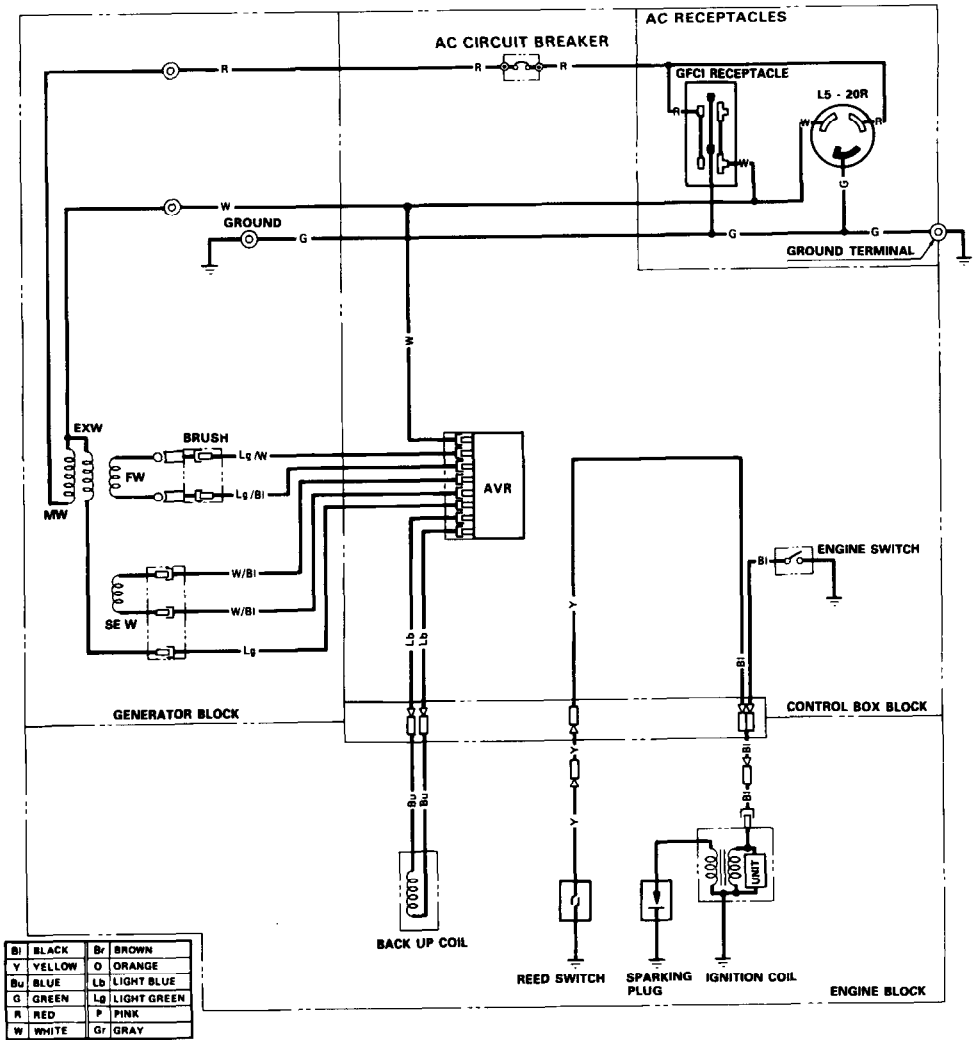 AC RECEPTACLES
AC CIRCUIT BREAKER
R
R
R
GFCI RECEPTACLE
L5 - 20R
R
W
R
W
G
W
GROUND
G
G
G
GROUND TERMINAL
W
EXW
BRUSH
Lg/W
FW
AVR
Lg/Bl
MW
ENGINE SWITCH
Bl
W/Bl
Y
W/Bl
SE W
Lb
Lb
Lg
Bl
GENERATOR BLOCK
CONTROL BOX BLOCK
Y
Bl
Bu
Bu
Bl
Y
UNIT
BACK UP COIL
REED SWITCH
SPARKING PLUG
IGNITION COIL
ENGINE BLOCK
Bl BLACK Br BROWN
Y YELLOW O ORANGE
Bu BLUE Lb LIGHT BLUE
G GREEN Lg LIGHT GREEN
R RED P PINK
W WHITE Gr GRAY